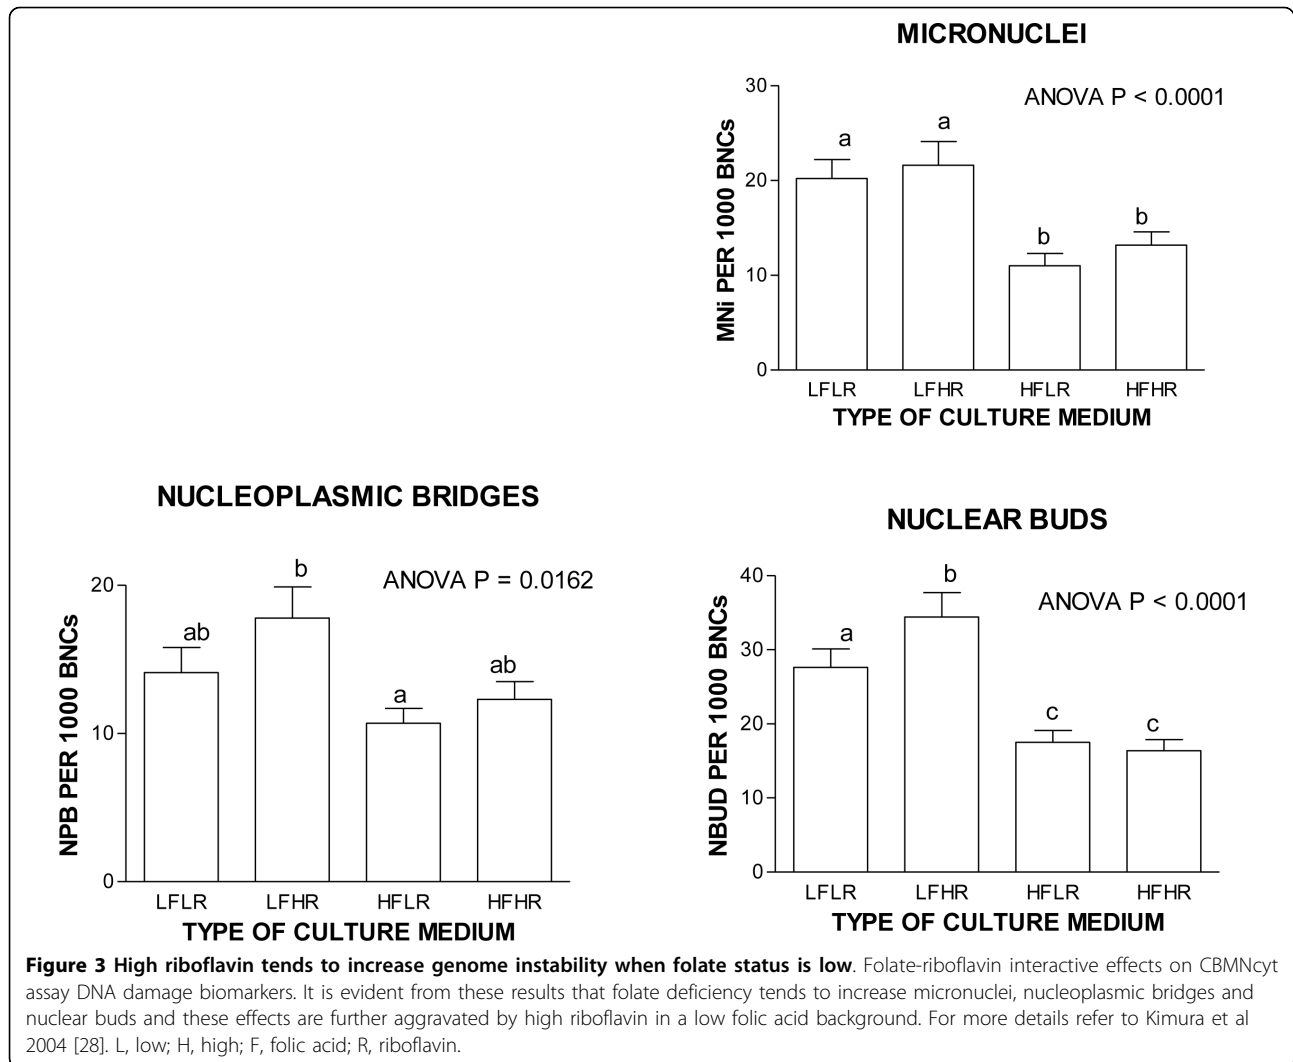 MICRONUCLEI
ANOVA P < 0.0001
MNi PER 1000 BNCs
30
20
10
0
a
a
b
b
LFLR LFHR HFLR HFHR
TYPE OF CULTURE MEDIUM
NUCLEOPLASMIC BRIDGES
ANOVA P = 0.0162
NPB PER 1000 BNCs
20
10
0
ab
b
a
ab
LFLR LFHR HFLR HFHR
TYPE OF CULTURE MEDIUM
NUCLEAR BUDS
ANOVA P < 0.0001
NBUD PER 1000 BNCs
40
30
20
10
0
a
b
c
c
LFLR LFHR HFLR HFHR
TYPE OF CULTURE MEDIUM
Figure 3 High riboflavin tends to increase genome instability when folate status is low. Folate-riboflavin interactive effects on CBMNcyt
assay DNA damage biomarkers. It is evident from these results that folate deficiency tends to increase micronuclei, nucleoplasmic bridges and
nuclear buds and these effects are further aggravated by high riboflavin in a low folic acid background. For more details refer to Kimura et al
2004 [28]. L, low; H, high; F, folic acid; R, riboflavin.